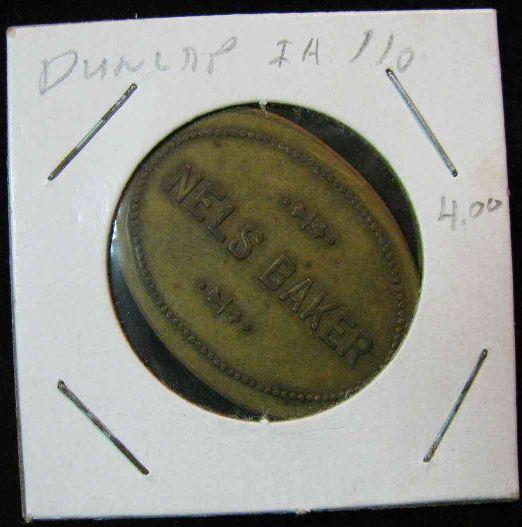 DUNLAP IA 110
4.00
NELS BAKER